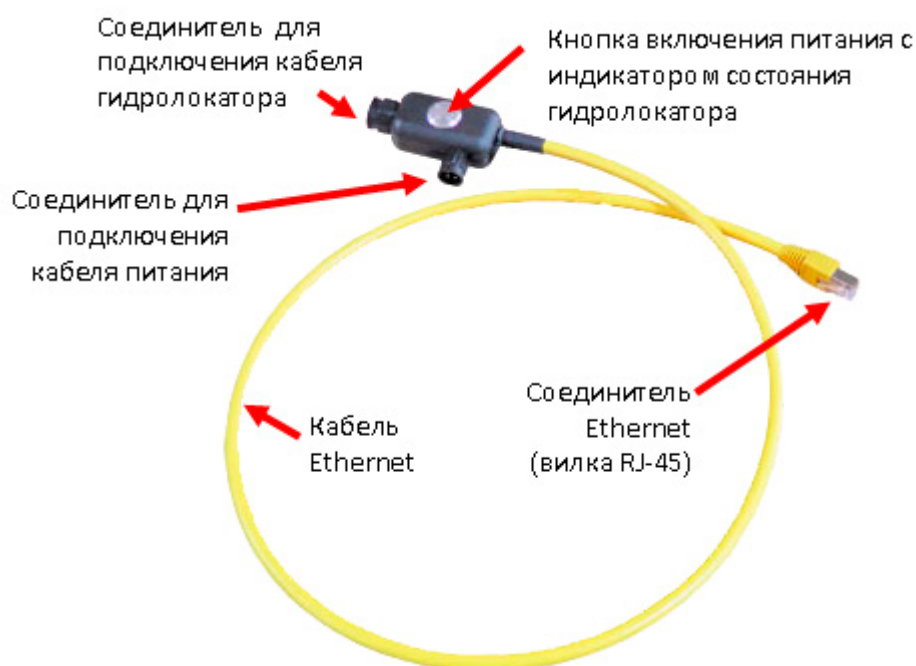 Соединитель для
подключения кабеля
гидролокатора
Кнопка включения питания с
индикатором состояния
гидролокатора
Соединитель для
подключения
кабеля питания
Кабель
Ethernet
Соединитель
Ethernet
(вилка RJ-45)